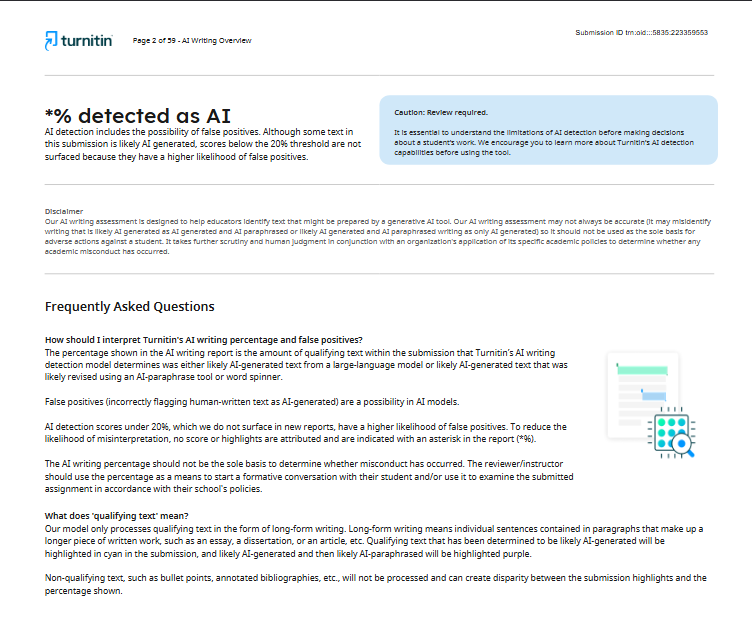 turnitin
Page 2 of 59 - AI Writing Overview
Submission ID trn:oid:::5835:223359553
*% detected as AI
AI detection includes the possibility of false positives. Although some text in
this submission is likely AI generated, scores below the 20% threshold are not
surfaced because they have a higher likelihood of false positives.
Caution: Review required.
It is essential to understand the limitations of AI detection before making decisions
about a student's work. We encourage you to learn more about Turnitin's AI detection
capabilities before using the tool.
Disclaimer
Our AI writing assessment is designed to help educators identify text that might be prepared by a generative AI tool. Our AI writing assessment may not always be accurate (it may misidentify
writing that is likely AI generated as AI generated and AI paraphrased or likely AI generated and AI paraphrased writing as only AI generated) so it should not be used as the sole basis for
adverse actions against a student. It takes further scrutiny and human judgment in conjunction with an organization's application of its specific academic policies to determine whether any
academic misconduct has occurred.
Frequently Asked Questions
How should I interpret Turnitin's AI writing percentage and false positives?
The percentage shown in the AI writing report is the amount of qualifying text within the submission that Turnitin's AI writing
detection model determines was either likely AI-generated text from a large-language model or likely AI-generated text that was
likely revised using an AI-paraphrase tool or word spinner.
False positives (incorrectly flagging human-written text as AI-generated) are a possibility in AI models.
AI detection scores under 20%, which we do not surface in new reports, have a higher likelihood of false positives. To reduce the
likelihood of misinterpretation, no score or highlights are attributed and are indicated with an asterisk in the report (*%).
The AI writing percentage should not be the sole basis to determine whether misconduct has occurred. The reviewer/instructor
should use the percentage as a means to start a formative conversation with their student and/or use it to examine the submitted
assignment in accordance with their school's policies.
What does 'qualifying text' mean?
Our model only processes qualifying text in the form of long-form writing. Long-form writing means individual sentences contained in paragraphs that make up a
longer piece of written work, such as an essay, a dissertation, or an article, etc. Qualifying text that has been determined to be likely AI-generated will be
highlighted in cyan in the submission, and likely AI-generated and then likely AI-paraphrased will be highlighted purple.
Non-qualifying text, such as bullet points, annotated bibliographies, etc., will not be processed and can create disparity between the submission highlights and the
percentage shown.